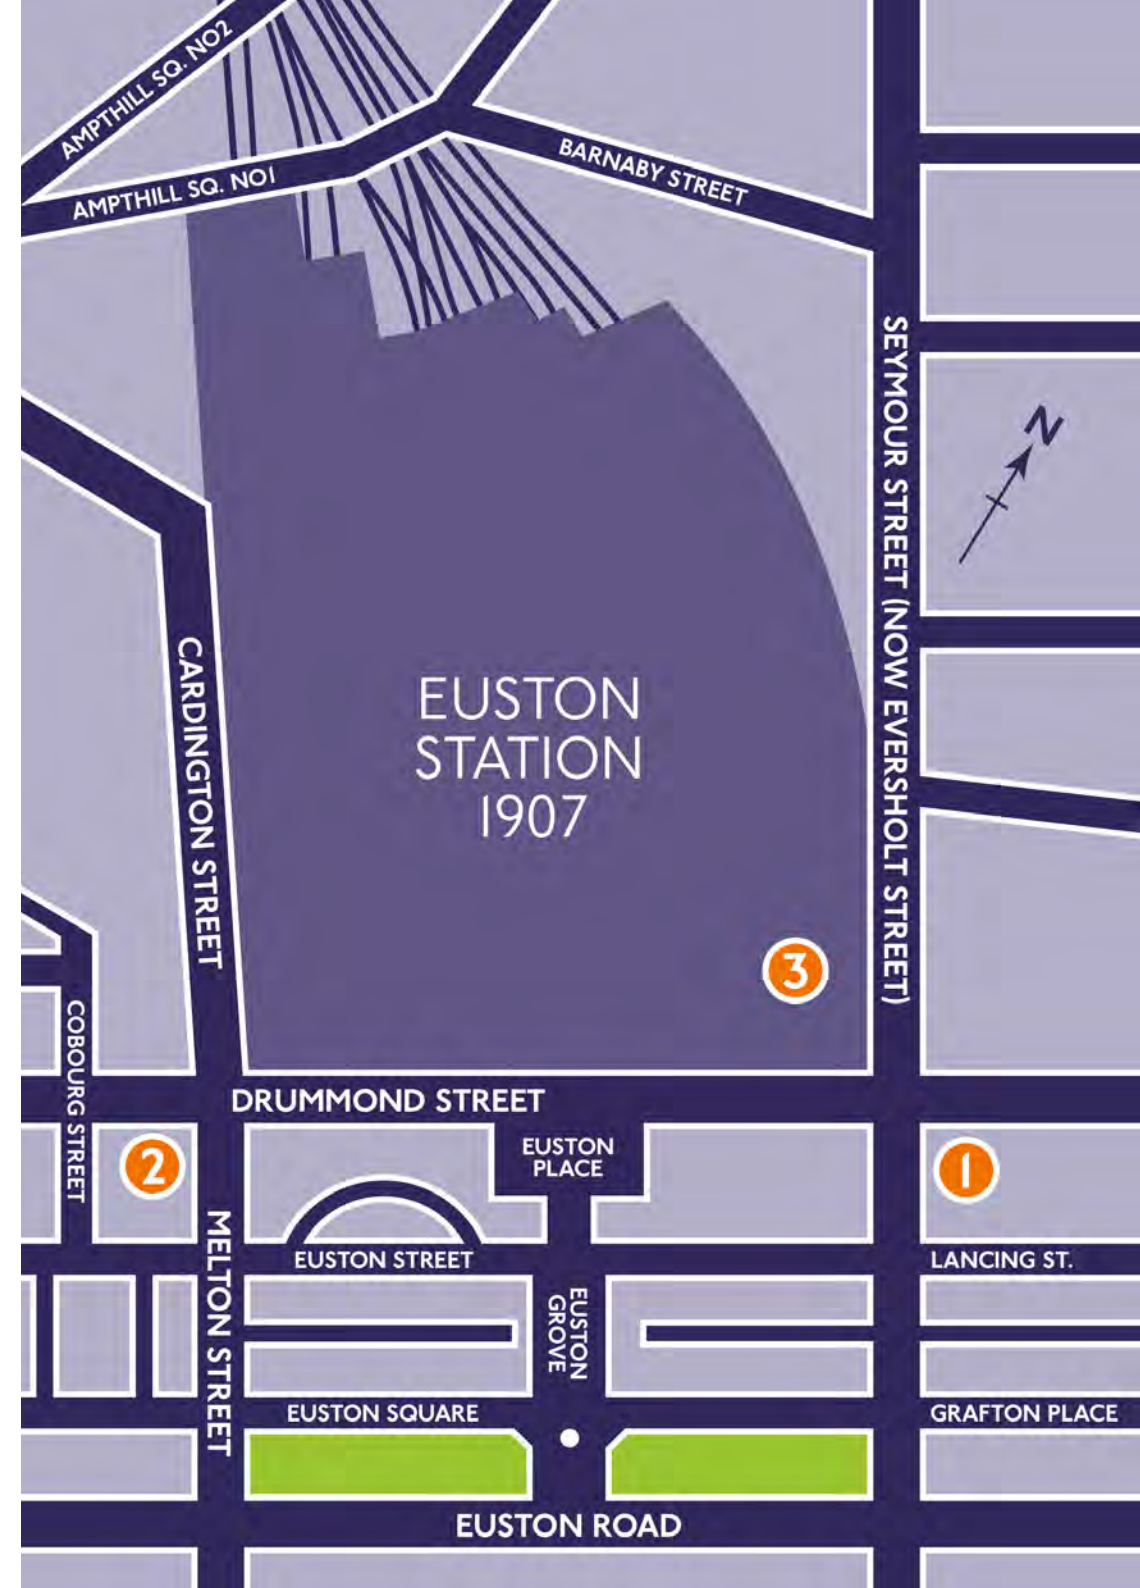 AMPTHILL SQ. NO2
AMPTHILL SQ. NO1
BARNABY STREET
SEYMOUR STREET (NOW EVERSHOLT STREET)
N
CARDINGTON STREET
EUSTON
STATION
1907
3
COBOURG STREET
DRUMMOND STREET
EUSTON
PLACE
2
1
MELTON STREET
EUSTON STREET
LANCING ST.
EUSTON
GROVE
EUSTON SQUARE
GRAFTON PLACE
EUSTON ROAD